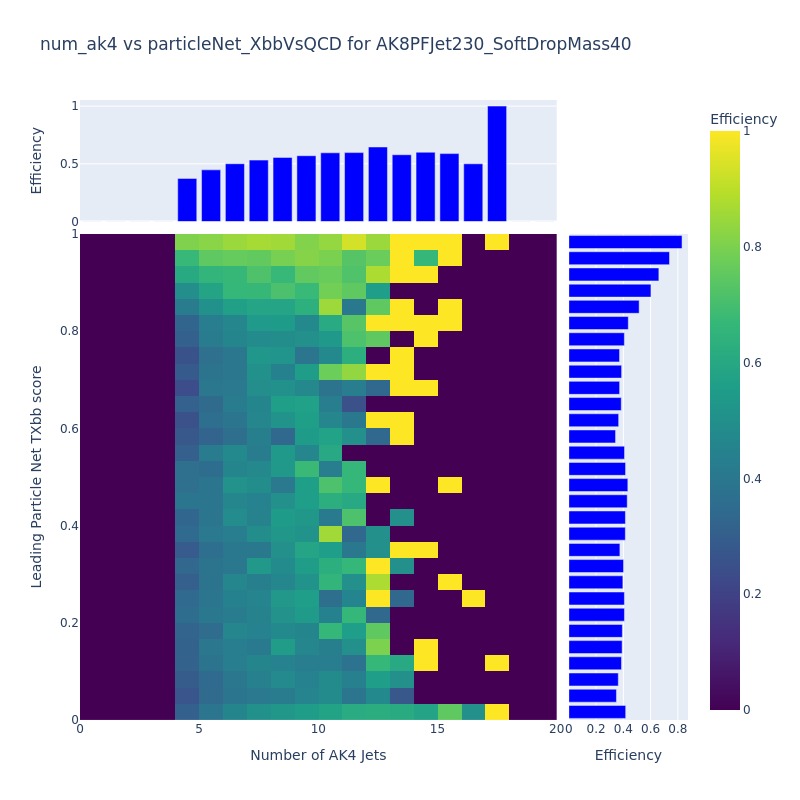 num_ak4 vs particleNet_XbbVsQCD for AK8PFJet230_SoftDropMass40
Efficiency
1
0.5
0
Efficiency
1
0.8
0.6
0.4
0.2
0
Leading Particle Net TXbb score
1
0.8
0.6
0.4
0.2
0
0 5 10 15 20
0 0.2 0.4 0.6 0.8
Number of AK4 Jets
Efficiency